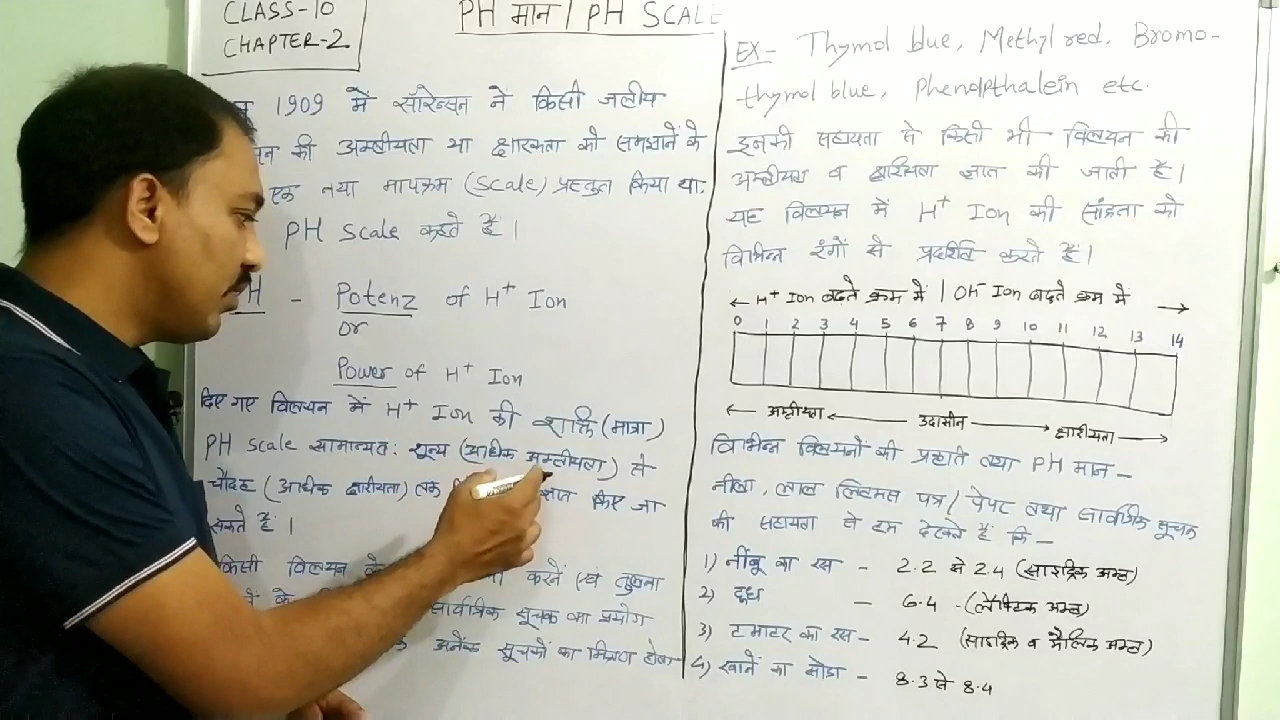 CLASS-10
CHAPTER-2
PH मान / PH SCALE
1909 में सॉरेन्सन ने किसी जलीय
की अम्लीयता या क्षारकता को समझाने के
एक नया मापक्रम (Scale) प्रस्तुत किया था.
PH Scale कहते हैं।
H - Potenz of H+ Ion
or
Power of H+ Ion
दिए गए विलयन में H+ Ion की शक्ति (मात्रा)
PH Scale सामान्यतः शून्य (अधिक अम्लीयता) से
चौदह (अधिक क्षारीयता) तक ज्ञात किए जा
सकते हैं।
किसी विलयन के करने एवं तुलना
के सार्वत्रिक सूचक का प्रयोग
अनेक सूचकों का मिश्रण होता
EX- Thymol blue, Methyl red, Bromo-
thymol blue, Phenolpthalein etc.
इनकी सहायता से किसी भी विलयन की
अम्लीयता व क्षारीयता ज्ञात की जाती है।
यह विलयन में H+ Ion की सांद्रता को
विभिन्न रंगों से प्रदर्शित करते हैं।
← H+ Ion बढ़ते क्रम में | OH- Ion बढ़ते क्रम में →
0 1 2 3 4 5 6 7 8 9 10 11 12 13 14
← अम्लीयता ← उदासीन → क्षारीयता →
विभिन्न विलयनों की प्रकृति तथा PH मान -
नीला, लाल लिटमस पत्र / पेपर तथा सार्वत्रिक सूचक
की सहायता से हम देखते हैं कि -
1) नींबू का रस - 2.2 से 2.4 (साइट्रिक अम्ल)
2) दूध - 6.4 - (लैक्टिक अम्ल)
3) टमाटर का रस - 4.2 (साइट्रिक व मैलिक अम्ल)
4) खाने का सोडा - 8.3 से 8.4